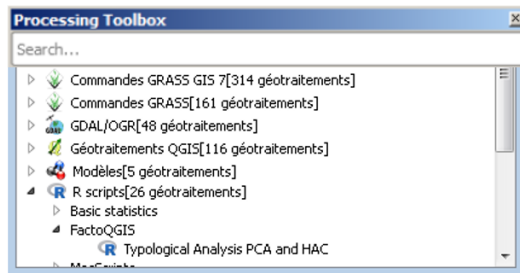 Processing Toolbox
Search...
Commandes GRASS GIS 7[314 géotraitements]
Commandes GRASS[161 géotraitements]
GDAL/OGR[48 géotraitements]
Géotraitements QGIS[116 géotraitements]
Modèles[5 géotraitements]
R scripts[26 géotraitements]
Basic statistics
FactoQGIS
Typological Analysis PCA and HAC